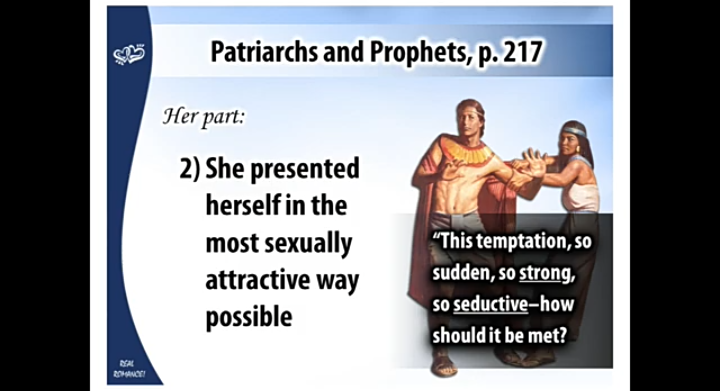 Patriarchs and Prophets, p. 217
Her part:
2) She presented
herself in the
most sexually
attractive way
possible
“This temptation, so
sudden, so strong,
so seductive–how
should it be met?
REAL
ROMANCE!